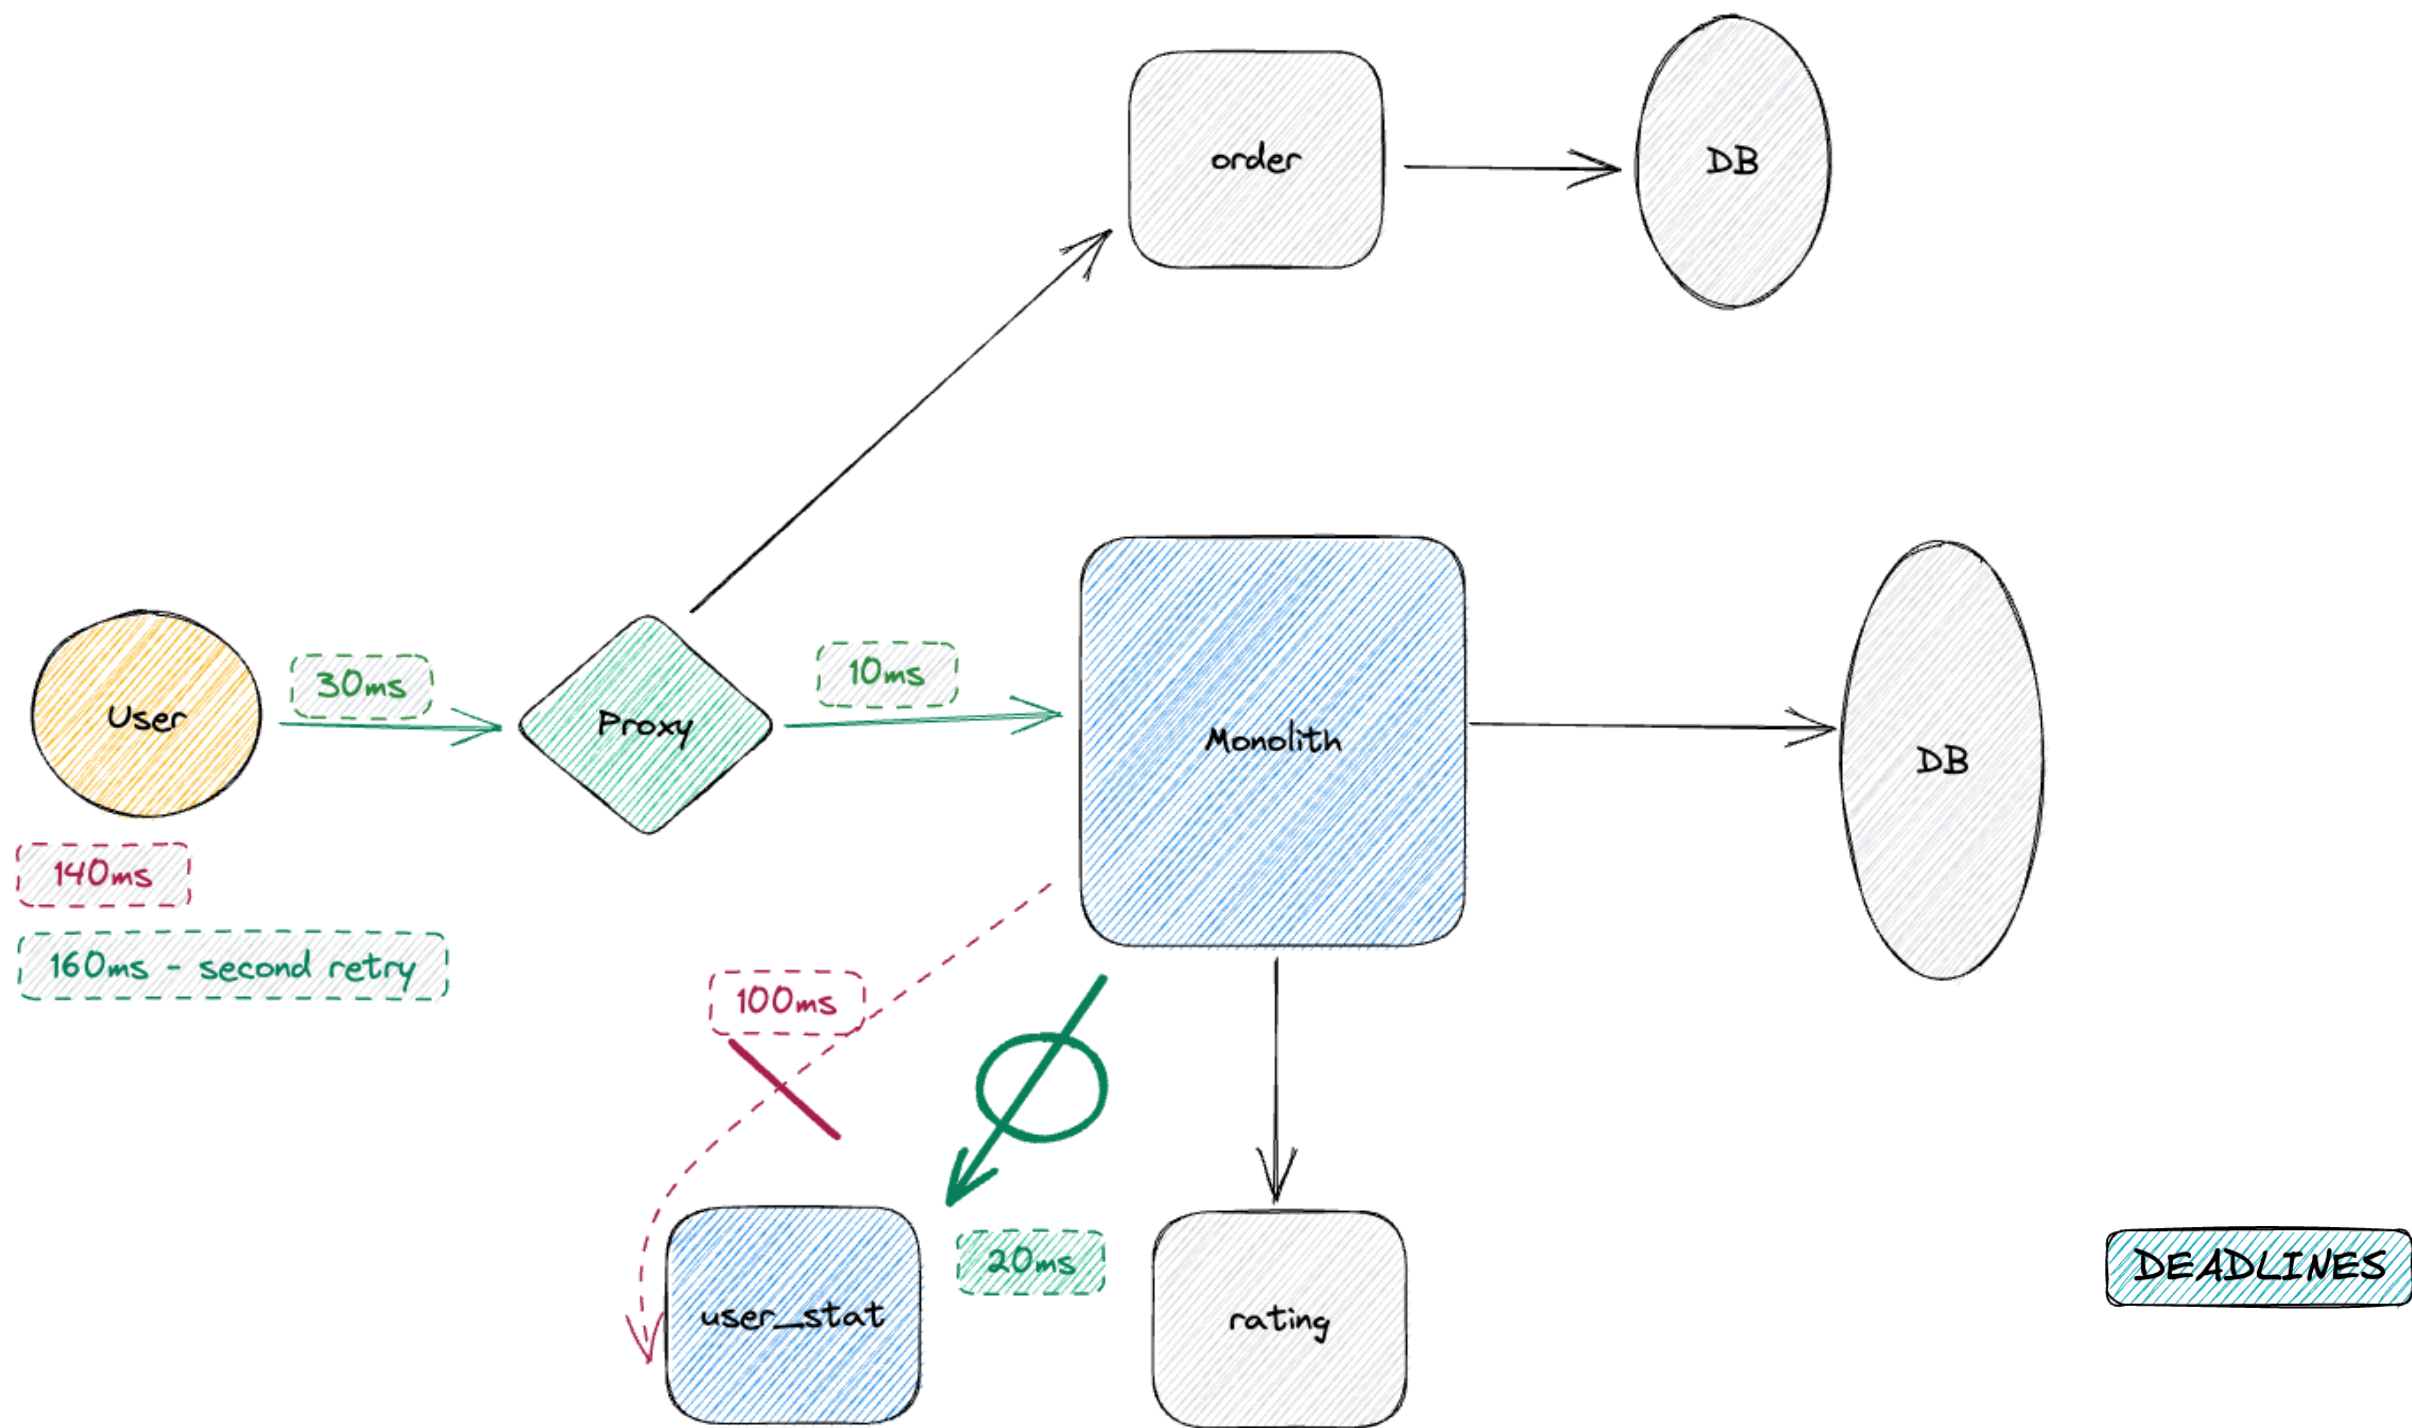 order
DB
30ms
10ms
User
Proxy
Monolith
DB
140ms
160ms - second retry
100ms
20ms
DEADLINES
user_stat
rating